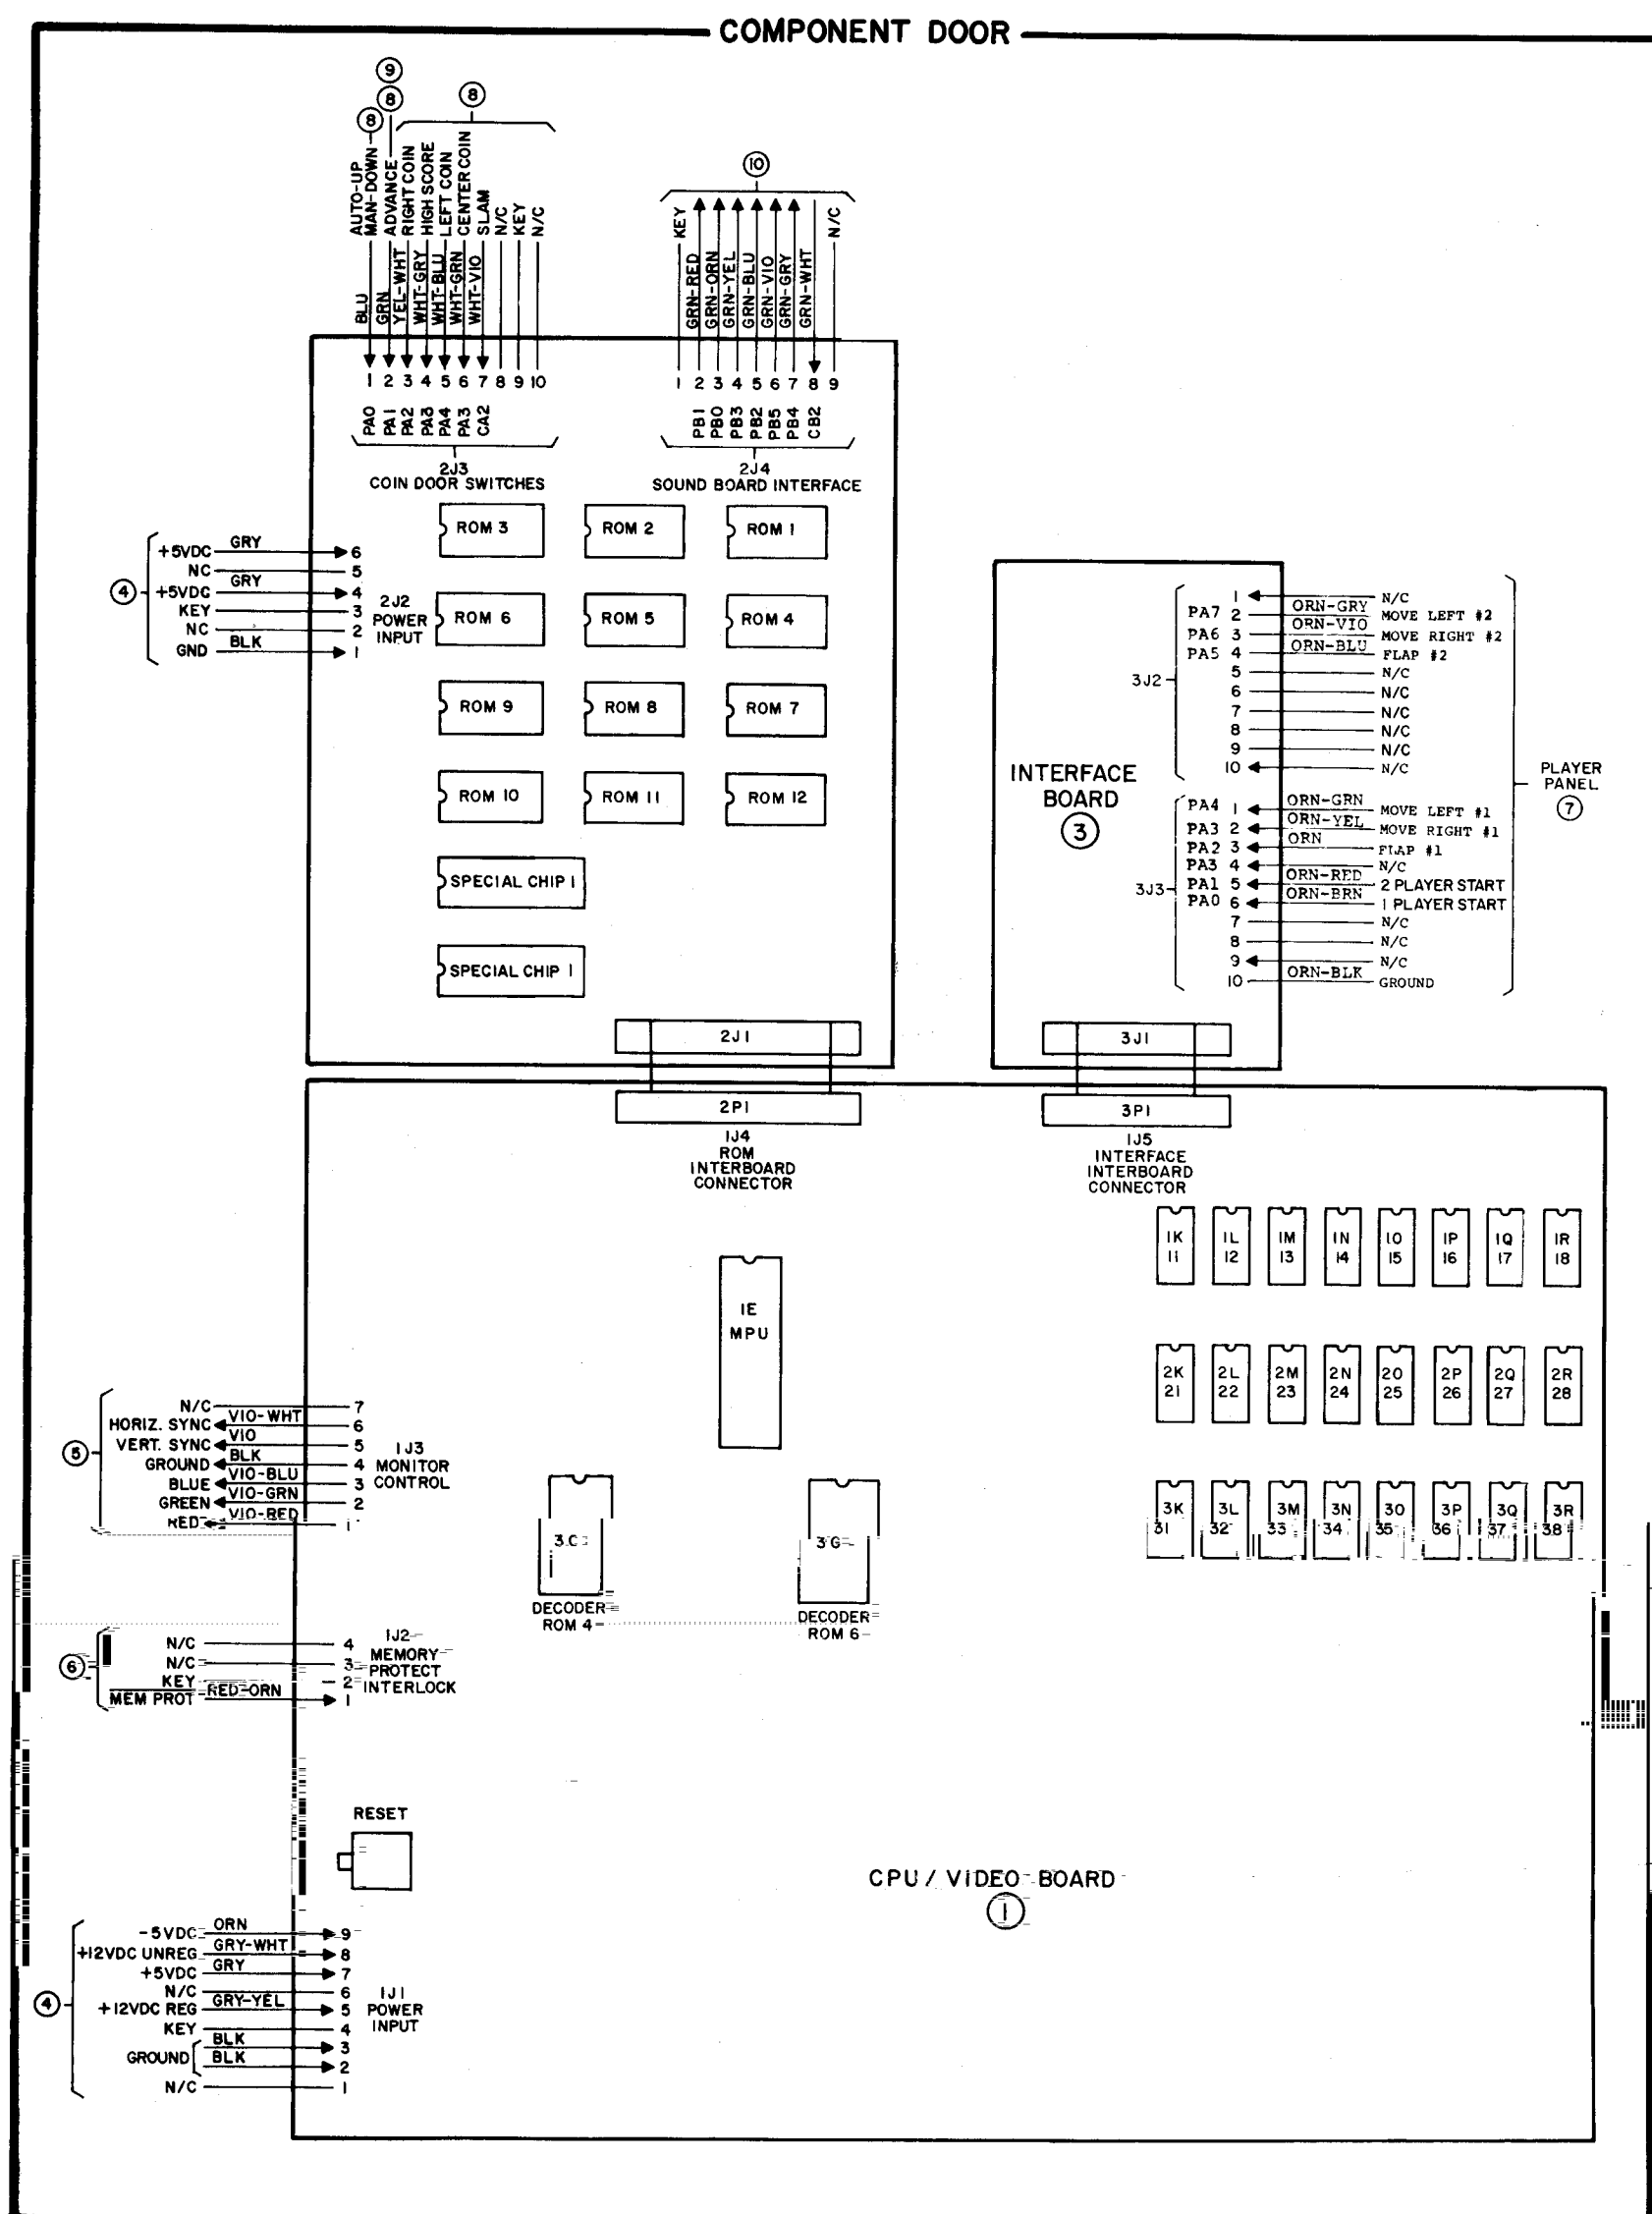 COMPONENT DOOR
9
8
8
8
AUTO-UP
MAN-DOWN
ADVANCE
RIGHT COIN
HIGH SCORE
LEFT COIN
CENTER COIN
SLAM
N/C
KEY
N/C
BLU
GRN
YEL-WHT
WHT-GRY
WHT-BLU
WHT-GRN
WHT-VIO
1 2 3 4 5 6 7 8 9 10
PA0
PA1
PA2
PA4
PA3
CA2
2J3
COIN DOOR SWITCHES
10
KEY
GRN-RED
GRN-ORN
GRN-YEL
GRN-BLU
GRN-VIO
GRN-GRY
GRN-WHT
N/C
1 2 3 4 5 6 7 8 9
PB1
PB0
PB3
PB2
PB5
PB4
CB2
2J4
SOUND BOARD INTERFACE
ROM 3 ROM 2 ROM 1
ROM 6 ROM 5 ROM 4
ROM 9 ROM 8 ROM 7
ROM 10 ROM 11 ROM 12
SPECIAL CHIP 1
SPECIAL CHIP 1
4
+5VDC GRY 6
NC 5
+5VDC GRY 4
KEY 3
NC 2
GND BLK 1
2J2
POWER
INPUT
2J1
INTERFACE
BOARD
3
3J2
1 N/C
PA7 2 ORN-GRY MOVE LEFT #2
PA6 3 ORN-VIO MOVE RIGHT #2
PA5 4 ORN-BLU FLAP #2
5 N/C
6 N/C
7 N/C
8 N/C
9 N/C
10 N/C
3J3
PA4 1 ORN-GRN MOVE LEFT #1
PA3 2 ORN-YEL MOVE RIGHT #1
PA2 3 ORN FLAP #1
PA3 4 N/C
PA1 5 ORN-RED 2 PLAYER START
PA0 6 ORN-BRN 1 PLAYER START
7 N/C
8 N/C
9 N/C
10 ORN-BLK GROUND
PLAYER
PANEL
7
3J1
2P1
1J4
ROM
INTERBOARD
CONNECTOR
3P1
1J5
INTERFACE
INTERBOARD
CONNECTOR
1K 1L 1M 1N 1O 1P 1Q 1R
11 12 13 14 15 16 17 18
2K 2L 2M 2N 2O 2P 2Q 2R
21 22 23 24 25 26 27 28
3K 3L 3M 3N 3O 3P 3Q 3R
31 32 33 34 35 36 37 38
1E
MPU
3C
DECODER
ROM 4
3G
DECODER
ROM 6
5
N/C 7
HORIZ. SYNC VIO-WHT 6
VERT. SYNC VIO 5
GROUND BLK 4
BLUE VIO-BLU 3
GREEN VIO-GRN 2
RED VIO-RED 1
1J3
MONITOR
CONTROL
6
N/C 4
N/C 3
KEY 2
MEM PROT RED-ORN 1
1J2
MEMORY
PROTECT
INTERLOCK
RESET
CPU / VIDEO BOARD
1
4
-5VDC ORN 9
+12VDC UNREG GRY-WHT 8
+5VDC GRY 7
N/C 6
+12VDC REG GRY-YEL 5
KEY 4
GROUND BLK 3
BLK 2
N/C 1
1J1
POWER
INPUT